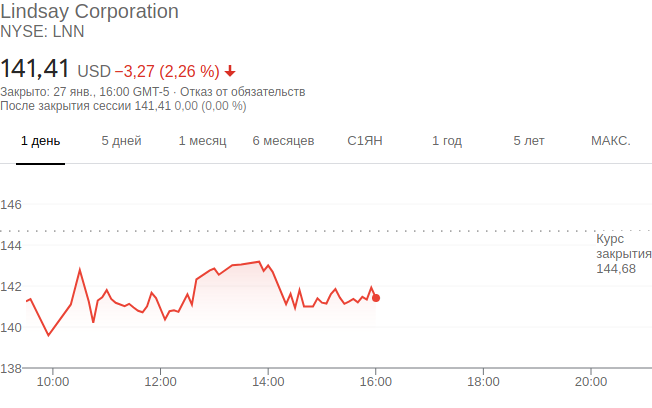 Lindsay Corporation
NYSE: LNN
141,41 USD −3,27 (2,26 %)
Закрыто: 27 янв., 16:00 GMT-5 · Отказ от обязательств
После закрытия сессии 141,41 0,00 (0,00 %)
1 день 5 дней 1 месяц 6 месяцев С1ЯН 1 год 5 лет МАКС.
146
144
142
140
138
Курс
закрытия
144,68
10:00 12:00 14:00 16:00 18:00 20:00